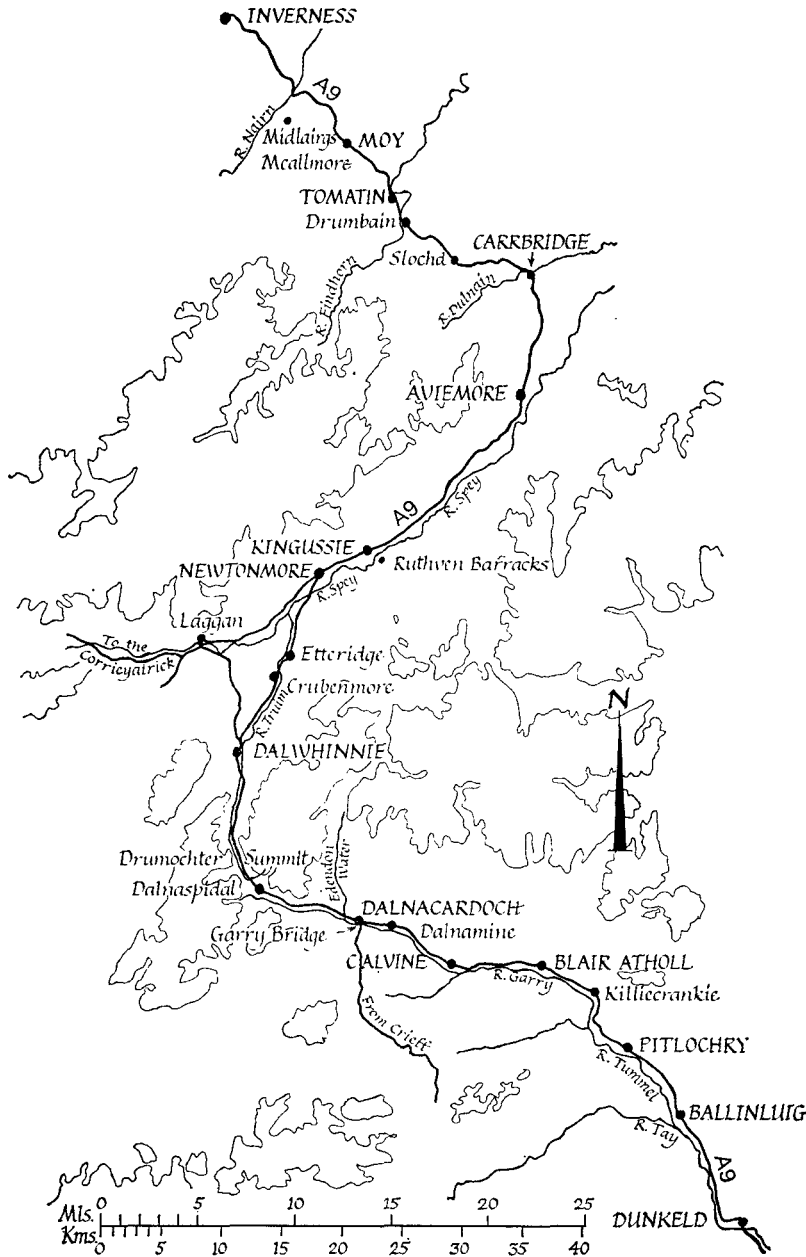 INVERNESS
A9
R. Nairn
Midlairgs
Mcallmore
MOY
TOMATIN
Drumbain
CARRBRIDGE
Slochd
R. Findhorn
R. Dulnain
AVIEMORE
A9
R. Spey
KINGUSSIE
Ruthven Barracks
NEWTONMORE
R. Spey
Laggan
To the
Corrieyairick
Etteridge
Crubenmore
R. Truim
N
DALWHINNIE
Drumochter Summit
Edendon
Water
Dalnaspidal
DALNACARDOCH
Garry Bridge
Dalnamine
CALVINE
BLAIR ATHOLL
R. Garry
Killiecrankie
From Crieff
PITLOCHRY
R. Tummel
BALLINLUIG
R. Tay
A9
DUNKELD
Mls. 0 5 10 15 20 25
Kms. 0 5 10 15 20 25 30 35 40